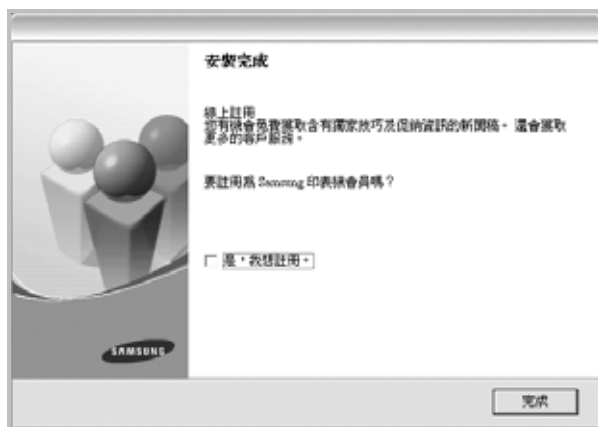 安裝完成
線上註冊
您有機會免費獲取含有獨家技巧及促銷資訊的新聞稿。 還會獲取
更多的客戶服務。
要註冊為 Samsung 印表機會員嗎？
是，我想註冊。
SAMSUNG
完成